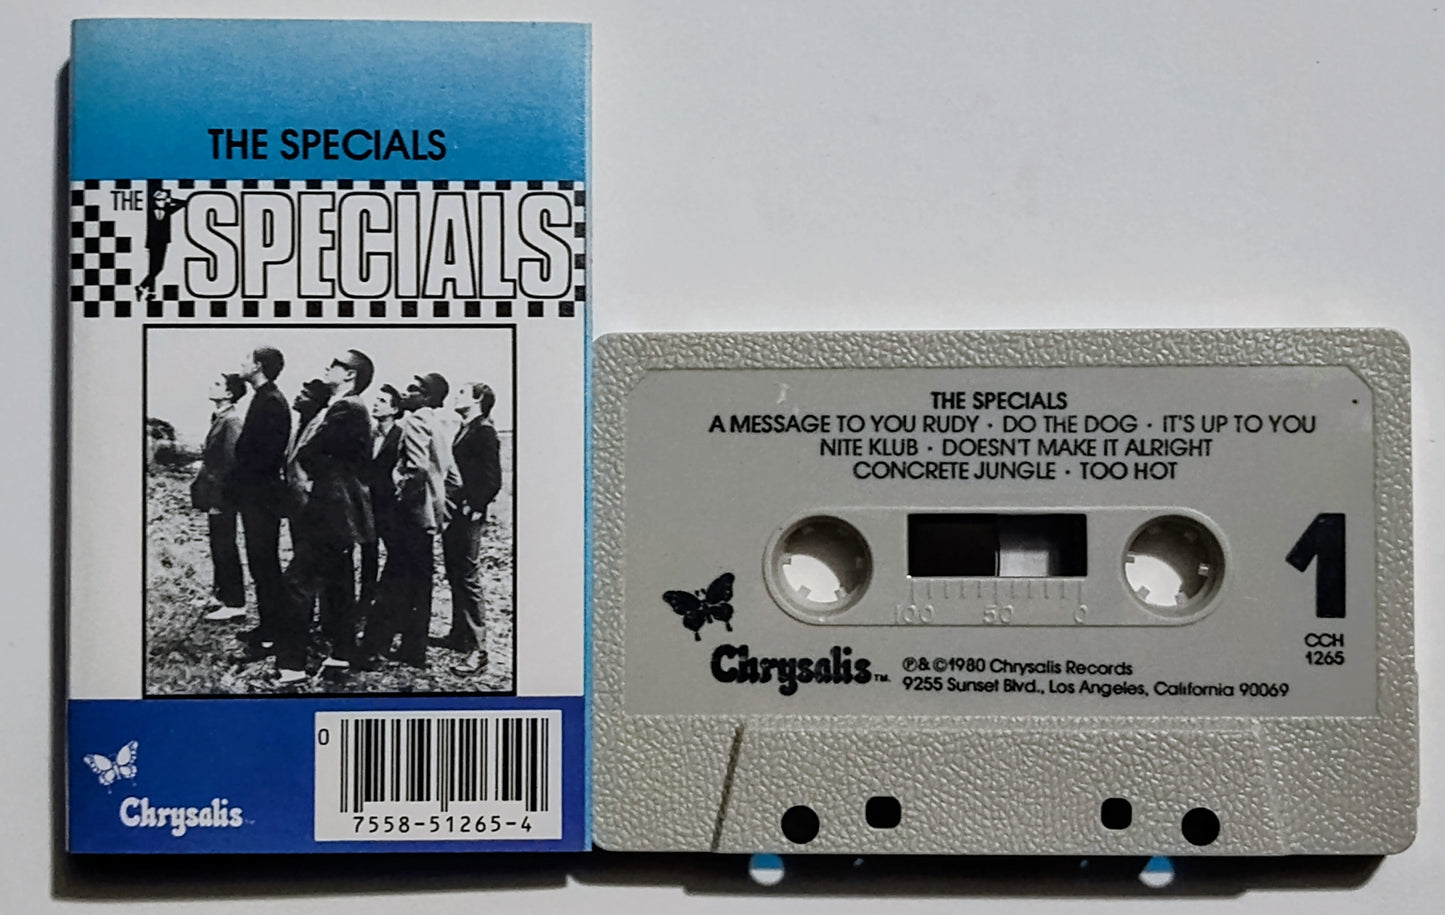 THE SPECIALS
THE SPECIALS
Chrysalis
0
7558-51265-4
THE SPECIALS
A MESSAGE TO YOU RUDY · DO THE DOG · IT'S UP TO YOU
NITE KLUB · DOESN'T MAKE IT ALRIGHT
CONCRETE JUNGLE · TOO HOT
100 50 0
1
CCH
1265
Chrysalis TM.
℗& ©1980 Chrysalis Records
9255 Sunset Blvd., Los Angeles, California 90069